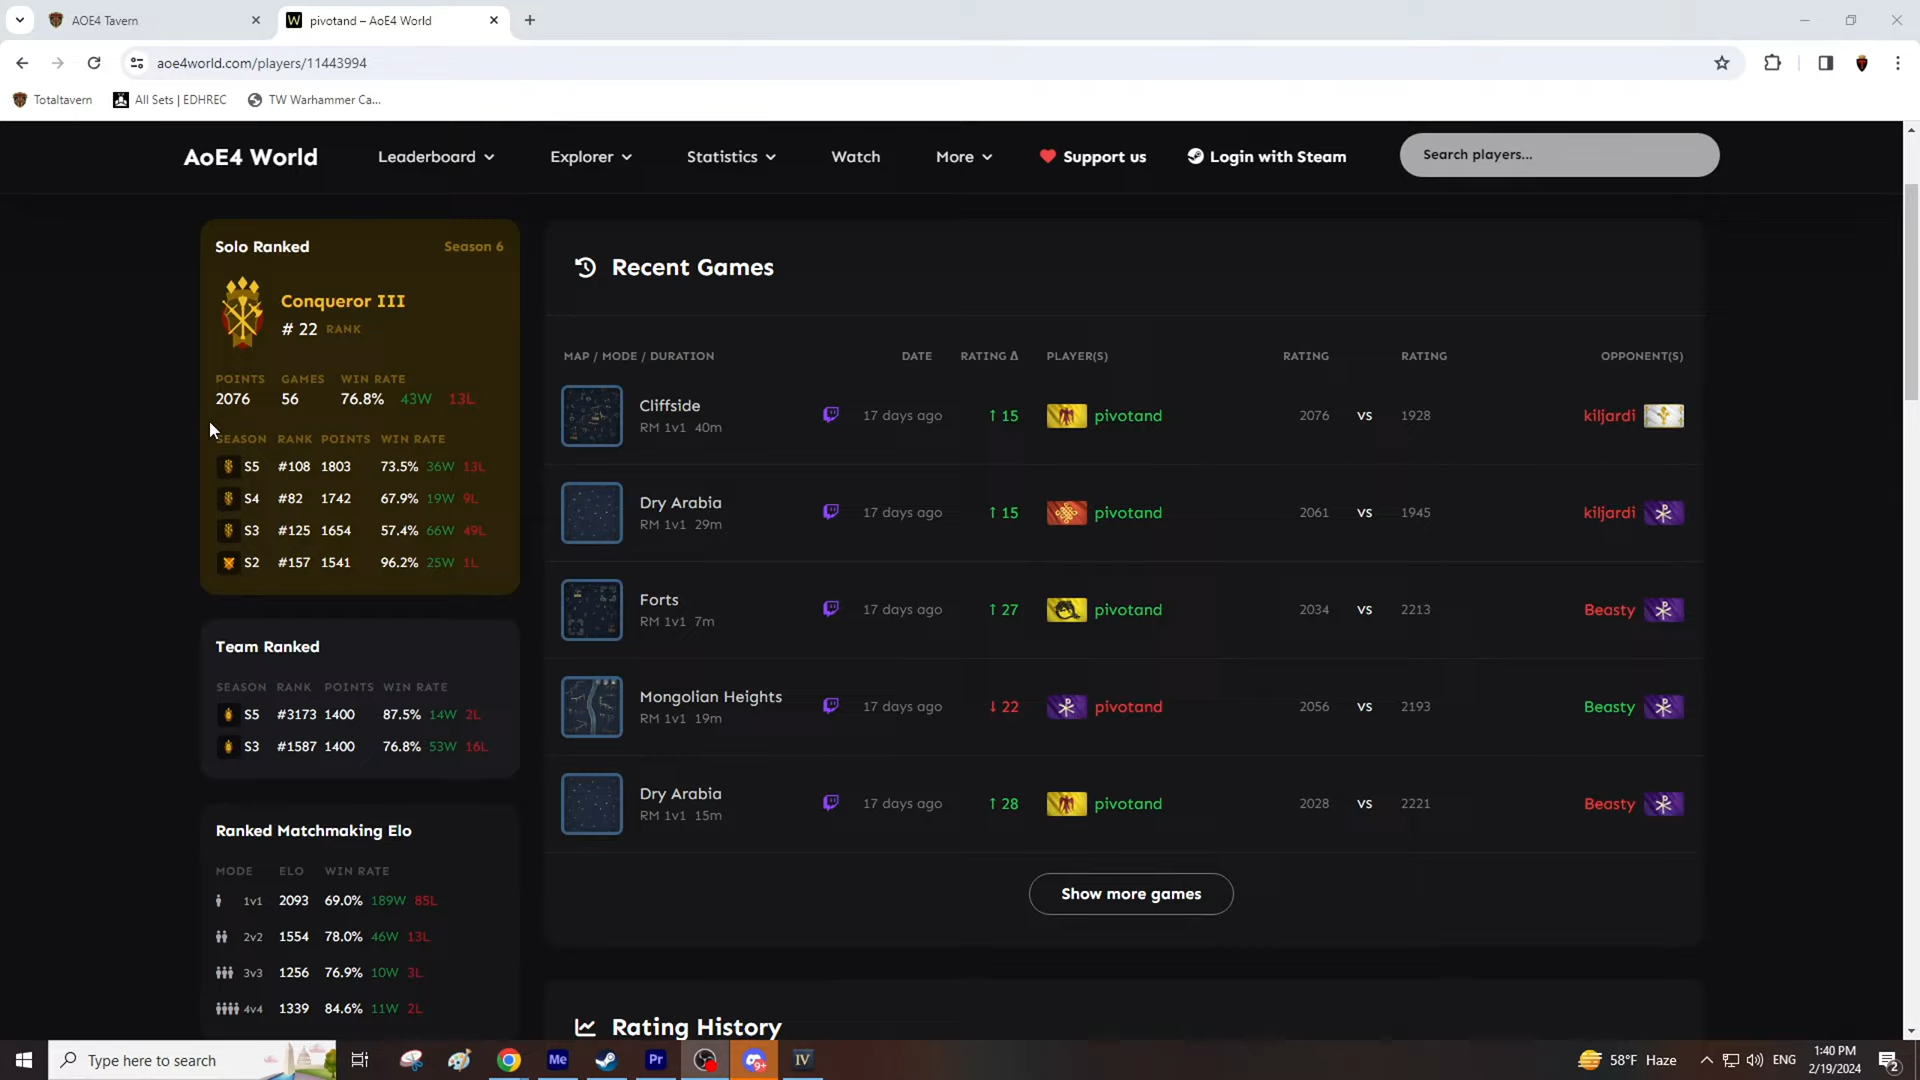 AOE4 Tavern
pivotand – AoE4 World
aoe4world.com/players/11443994
Totaltavern
All Sets | EDHREC
TW Warhammer Ca...
AoE4 World
Leaderboard
Explorer
Statistics
Watch
More
Support us
Login with Steam
Search players...
Solo Ranked
Season 6
Conqueror III
# 22 RANK
POINTS GAMES WIN RATE
2076 56 76.8% 43W 13L
SEASON RANK POINTS WIN RATE
S5 #108 1803 73.5% 36W 13L
S4 #82 1742 67.9% 19W 9L
S3 #125 1654 57.4% 66W 49L
S2 #157 1541 96.2% 25W 1L
Team Ranked
SEASON RANK POINTS WIN RATE
S5 #3173 1400 87.5% 14W 2L
S3 #1587 1400 76.8% 53W 16L
Ranked Matchmaking Elo
MODE ELO WIN RATE
1v1 2093 69.0% 189W 85L
2v2 1554 78.0% 46W 13L
3v3 1256 76.9% 10W 3L
4v4 1339 84.6% 11W 2L
Recent Games
MAP / MODE / DURATION DATE RATING Δ PLAYER(S) RATING RATING OPPONENT(S)
Cliffside
RM 1v1 40m
17 days ago ↑ 15 pivotand 2076 vs 1928 kiljardi
Dry Arabia
RM 1v1 29m
17 days ago ↑ 15 pivotand 2061 vs 1945 kiljardi
Forts
RM 1v1 7m
17 days ago ↑ 27 pivotand 2034 vs 2213 Beasty
Mongolian Heights
RM 1v1 19m
17 days ago ↓ 22 pivotand 2056 vs 2193 Beasty
Dry Arabia
RM 1v1 15m
17 days ago ↑ 28 pivotand 2028 vs 2221 Beasty
Show more games
Rating History
Type here to search
Me
Pr
9+
IV
58°F Haze
ENG
1:40 PM
2/19/2024
2